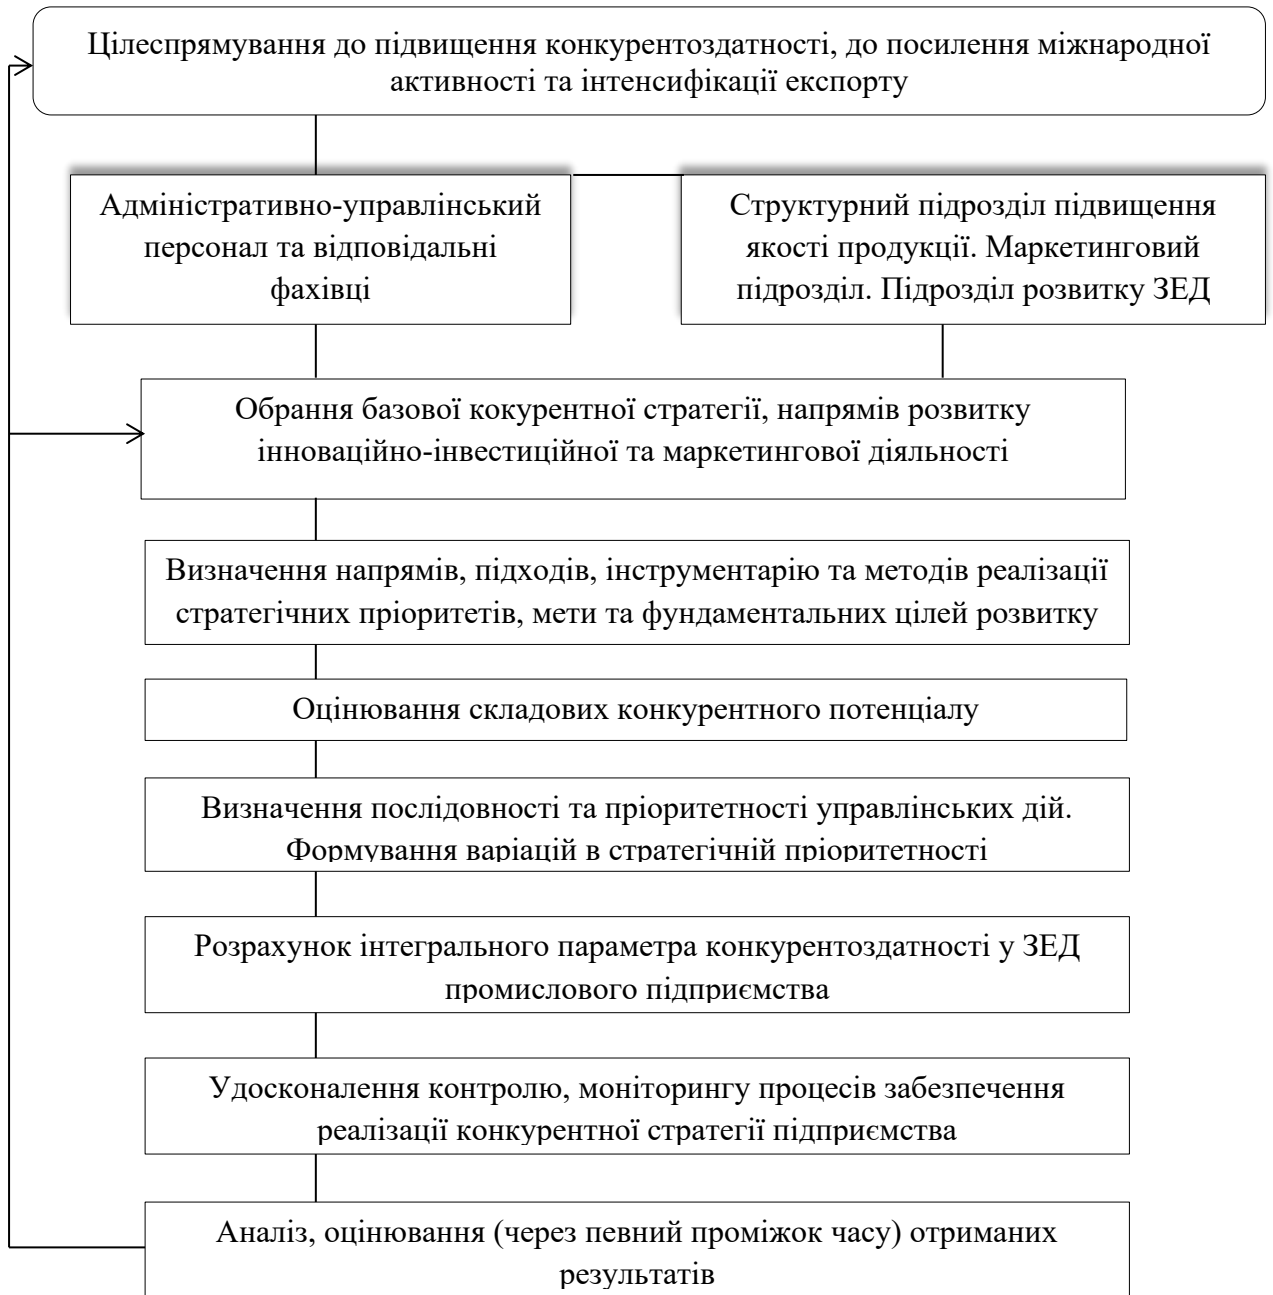 Цілеспрямування до підвищення конкурентоздатності, до посилення міжнародної
активності та інтенсифікації експорту
Адміністративно-управлінський
персонал та відповідальні
фахівці
Структурний підрозділ підвищення
якості продукції. Маркетинговий
підрозділ. Підрозділ розвитку ЗЕД
Обрання базової кокурентної стратегії, напрямів розвитку
інноваційно-інвестиційної та маркетингової діяльності
Визначення напрямів, підходів, інструментарію та методів реалізації
стратегічних пріоритетів, мети та фундаментальних цілей розвитку
Оцінювання складових конкурентного потенціалу
Визначення послідовності та пріоритетності управлінських дій.
Формування варіацій в стратегічній пріоритетності
Розрахунок інтегрального параметра конкурентоздатності у ЗЕД
промислового підприємства
Удосконалення контролю, моніторингу процесів забезпечення
реалізації конкурентної стратегії підприємства
Аналіз, оцінювання (через певний проміжок часу) отриманих
результатів